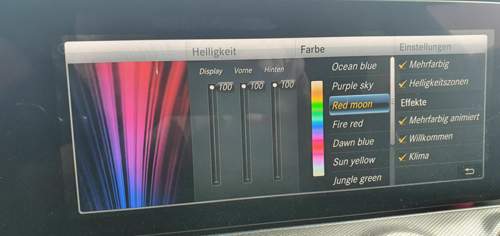 Helligkeit
Display Vorne Hinten
100 100 100
Farbe
Ocean blue
Purple sky
Red moon
Fire red
Dawn blue
Sun yellow
Jungle green
Einstellungen
Mehrfarbig
Helligkeitszonen
Effekte
Mehrfarbig animiert
Willkommen
Klima